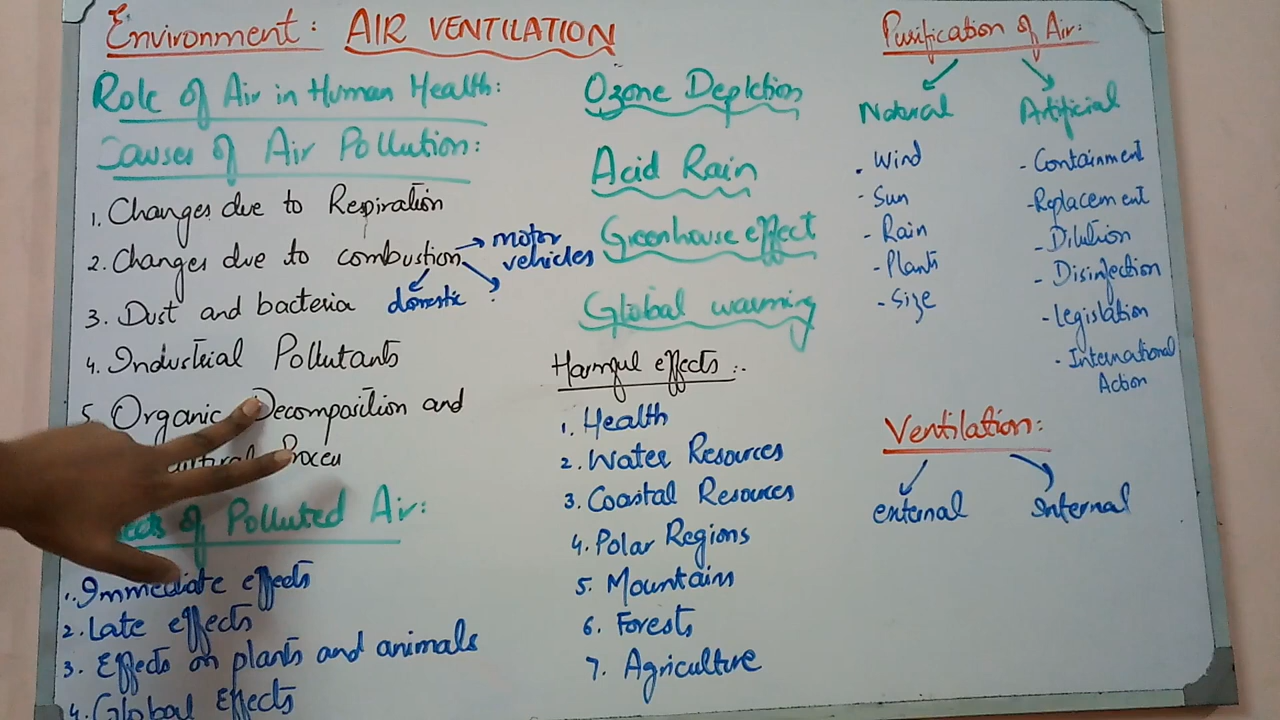 Environment: AIR VENTILATION
Role of Air in Human Health:
Causes of Air Pollution:
1. Changes due to Respiration
2. Changes due to combustion
motor vehicles
domestic
3. Dust and bacteria
4. Industrial Pollutants
5. Organic Decomposition and
of Polluted Air:
1. Immediate effects
2. Late effects
3. Effects on plants and animals
4. Global Effects
Ozone Depletion
Acid Rain
Greenhouse effect
Global warming
Harmful effects:
1. Health
2. Water Resources
3. Coastal Resources
4. Polar Regions
5. Mountains
6. Forests
7. Agriculture
Purification of Air:
Natural
. Wind
- Sun
- Rain
- Plants
- Size
Artificial
- Containment
- Replacement
- Dilution
- Disinfection
- Legislation
- International
Action
Ventilation:
external
Internal